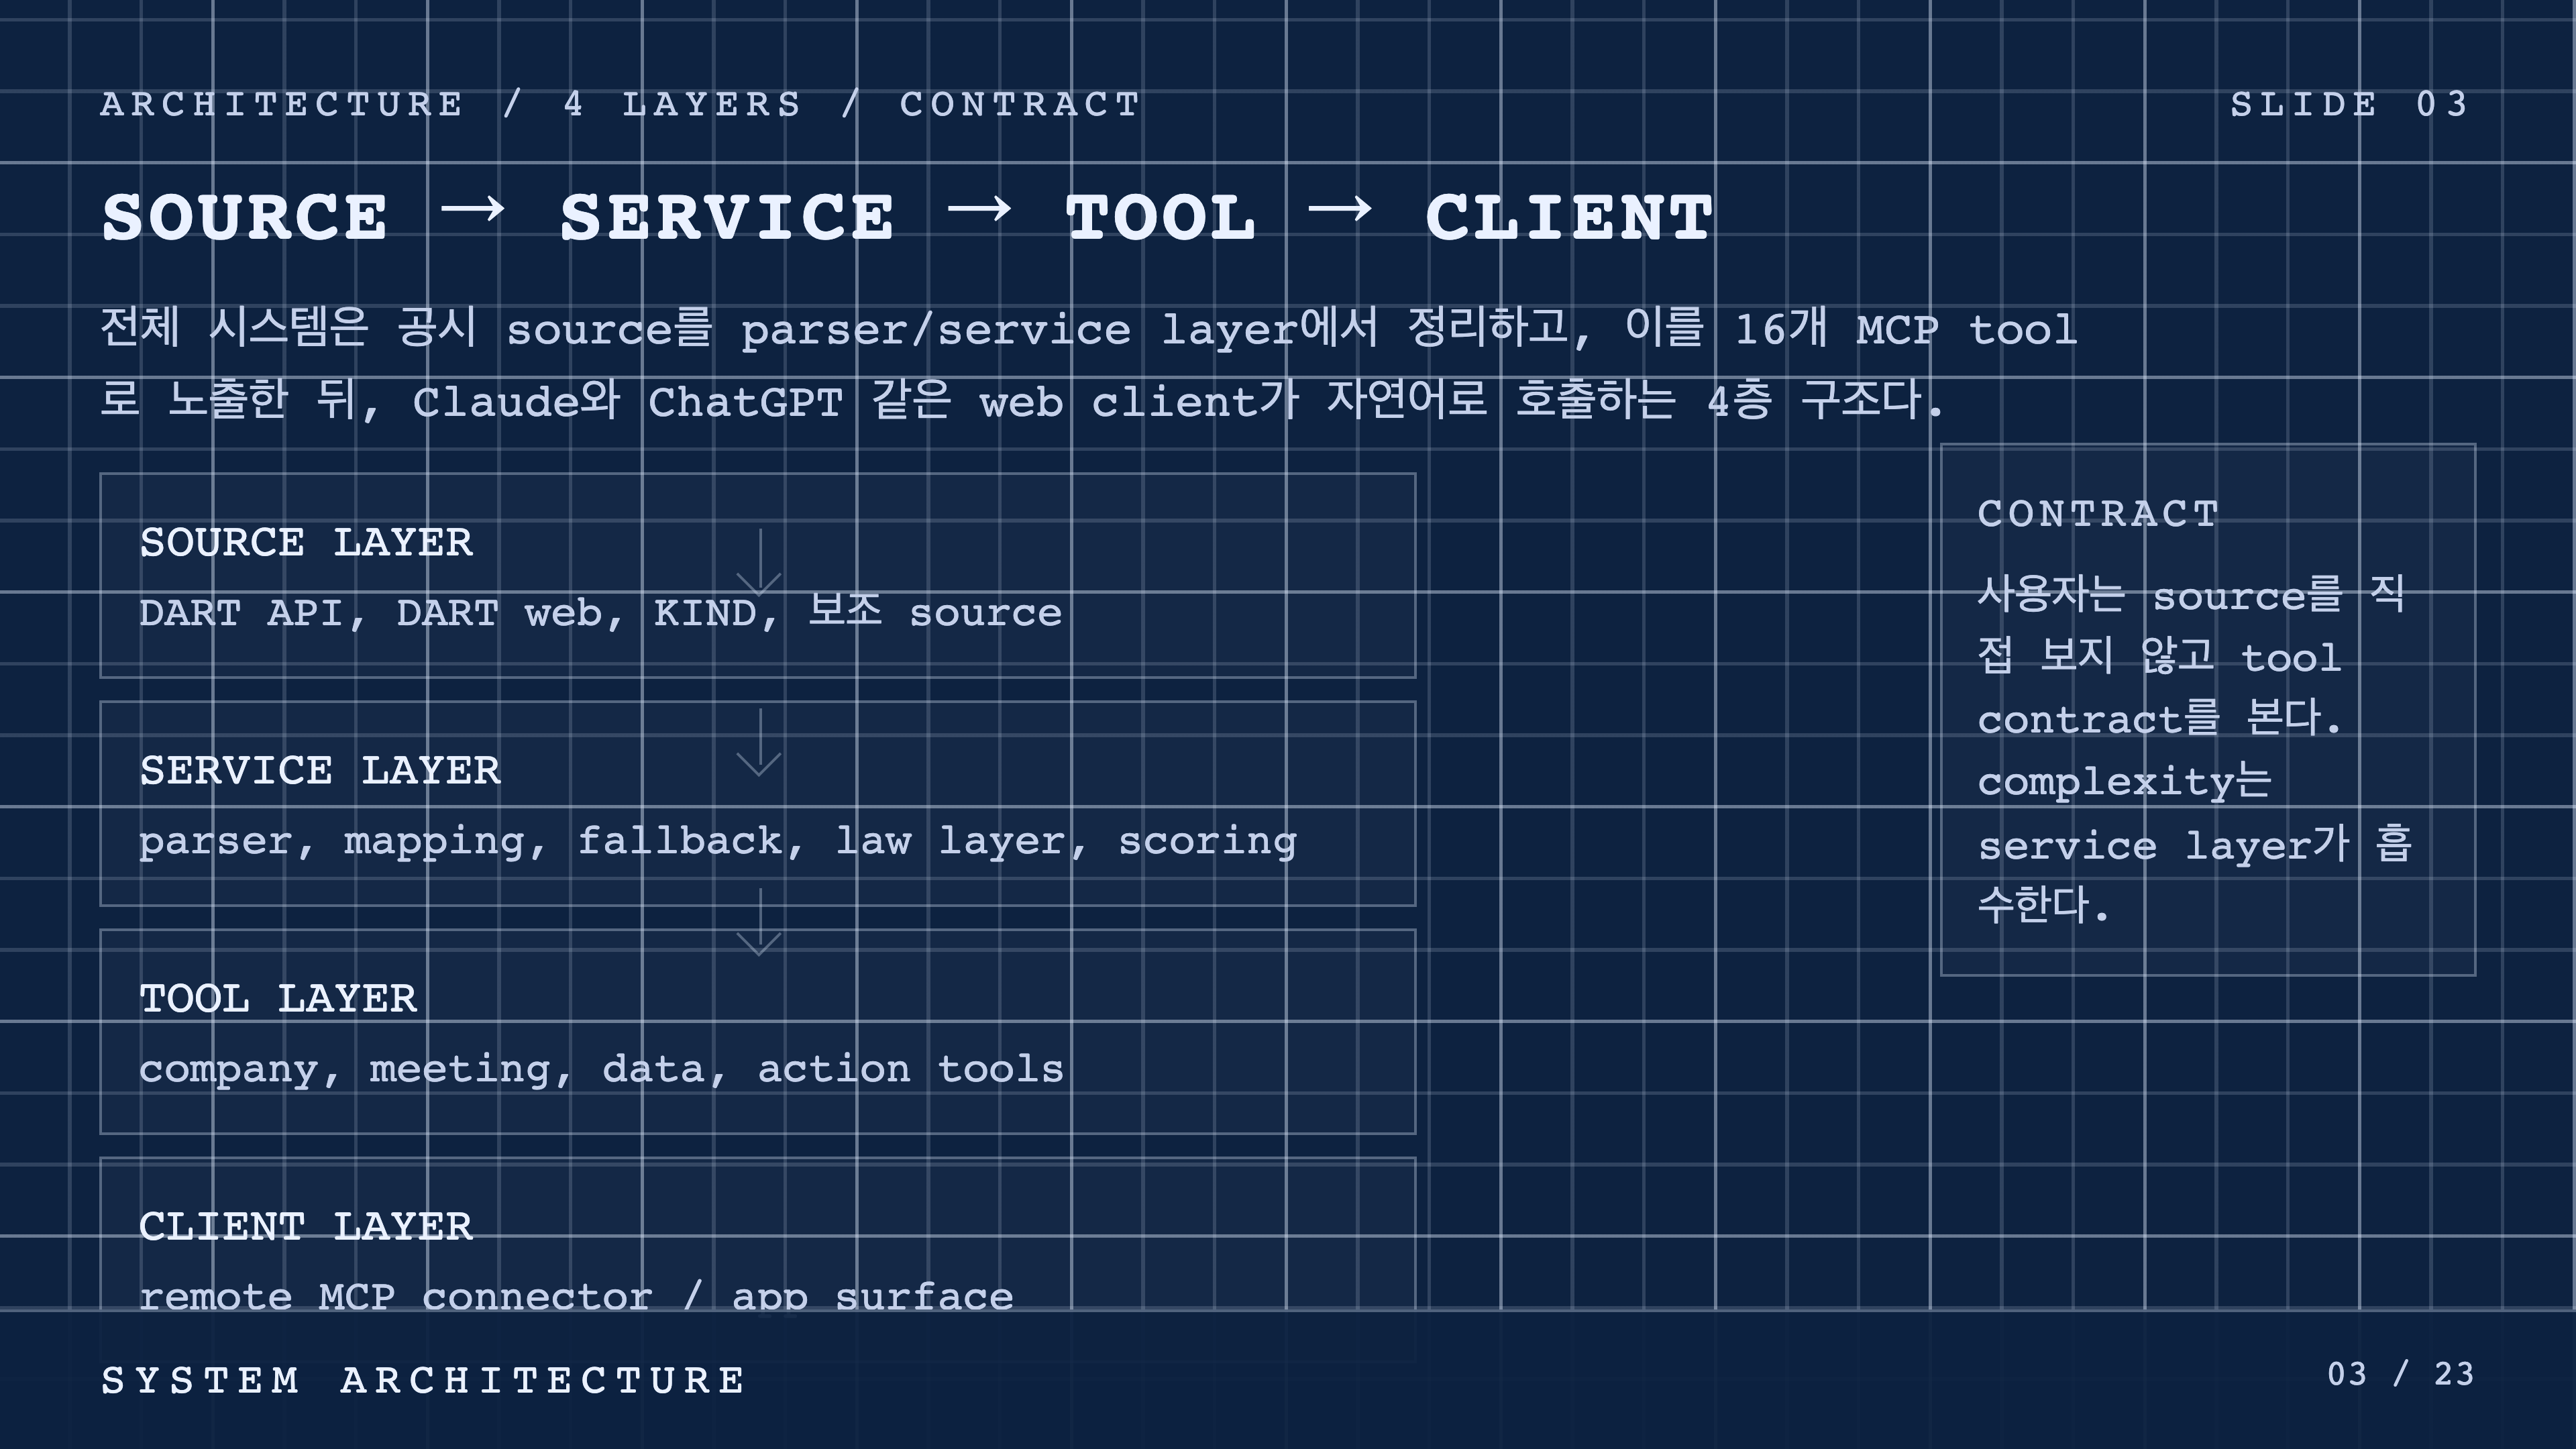 ARCHITECTURE / 4 LAYERS / CONTRACT
SLIDE 03
SOURCE → SERVICE → TOOL → CLIENT
전체 시스템은 공시 source를 parser/service layer에서 정리하고, 이를 16개 MCP tool
로 노출한 뒤, Claude와 ChatGPT 같은 web client가 자연어로 호출하는 4층 구조다.
SOURCE LAYER
DART API, DART web, KIND, 보조 source
SERVICE LAYER
parser, mapping, fallback, law layer, scoring
TOOL LAYER
company, meeting, data, action tools
CLIENT LAYER
remote MCP connector / app surface
CONTRACT
사용자는 source를 직
접 보지 않고 tool
contract를 본다.
complexity는
service layer가 흡
수한다.
SYSTEM ARCHITECTURE
03 / 23